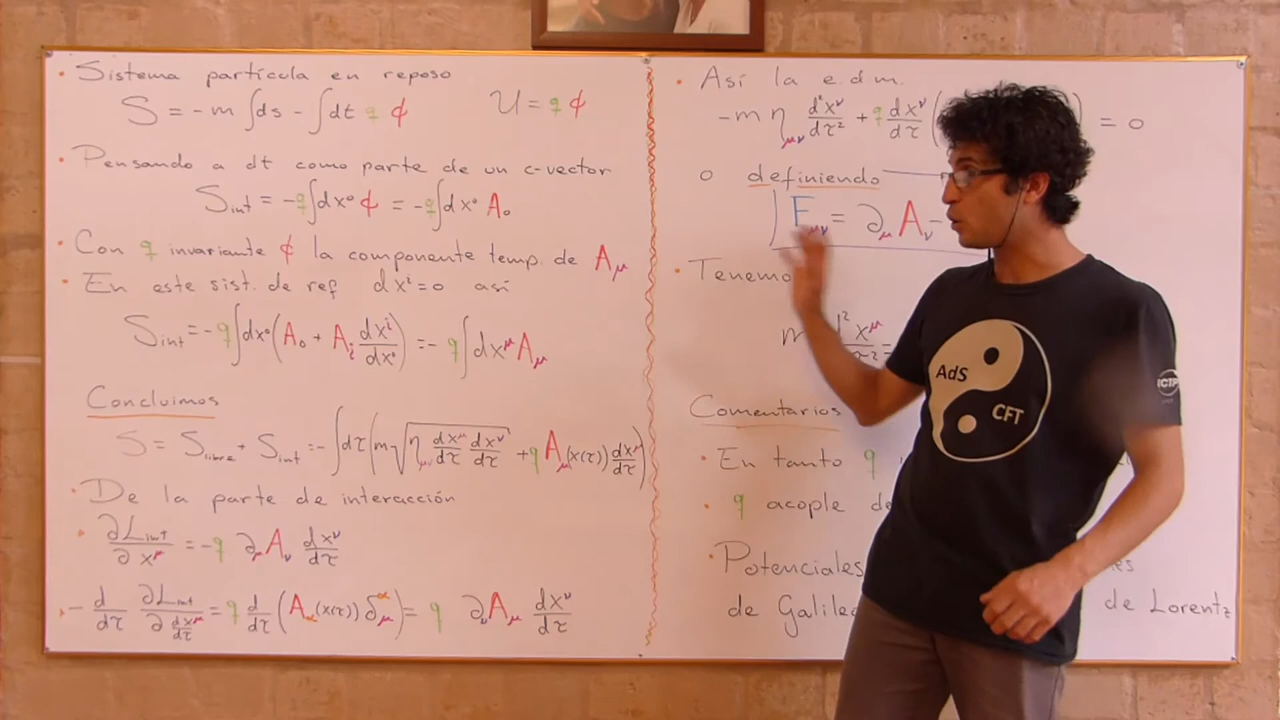 • Sistema partícula en reposo
S = -m ∫ds - ∫dt q ϕ U = q ϕ
• Pensando a dt como parte de un c-vector
S_int = -q∫dx⁰ ϕ = -q∫dx⁰ A₀
• Con q invariante ϕ la componente temp. de A_μ
• En este sist. de ref dxⁱ=0 así
S_int = -q∫dx⁰(A₀ + A_i dxⁱ/dx⁰) = -q∫dx^μ A_μ
Concluimos
S = S_libre + S_int = -∫dτ(m√(η_μν dx^μ/dτ dx^ν/dτ) + q A_μ(x(τ)) dx^μ/dτ)
• De la parte de interacción
• ∂L_int/∂x^μ = -q ∂_μ A_ν dx^ν/dτ
• -d/dτ ∂L_int/∂(dx^μ/dτ) = q d/dτ (A_α(x(τ)) δ^α_μ) = q ∂_ν A_μ dx^ν/dτ
• Así la e.d.m.
-m η_μν d²x^ν/dτ² + q dx^ν/dτ ( ) = 0
o definiendo
F_μν = ∂_μ A_ν -
• Tenemo
m d²x^μ/dτ² =
Comentarios
• En tanto q
• q acople de
• Potenciales
de Galile de Lorentz
AdS
CFT
ICTP